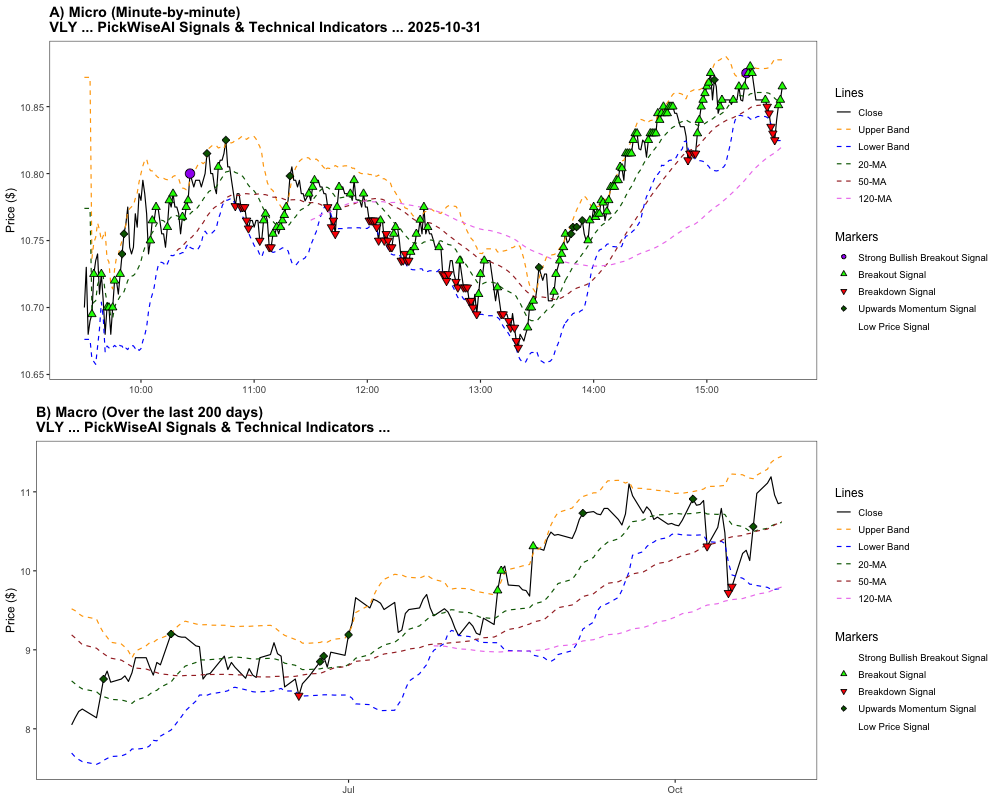 A) Micro (Minute-by-minute)
VLY ... PickWiseAI Signals & Technical Indicators ... 2025-10-31
Price ($)
10.85
10.80
10.75
10.70
10.65
10:00
11:00
12:00
13:00
14:00
15:00
Lines
Close
Upper Band
Lower Band
20-MA
50-MA
120-MA
Markers
Strong Bullish Breakout Signal
Breakout Signal
Breakdown Signal
Upwards Momentum Signal
Low Price Signal
B) Macro (Over the last 200 days)
VLY ... PickWiseAI Signals & Technical Indicators ...
Price ($)
11
10
9
8
Jul
Oct
Lines
Close
Upper Band
Lower Band
20-MA
50-MA
120-MA
Markers
Strong Bullish Breakout Signal
Breakout Signal
Breakdown Signal
Upwards Momentum Signal
Low Price Signal